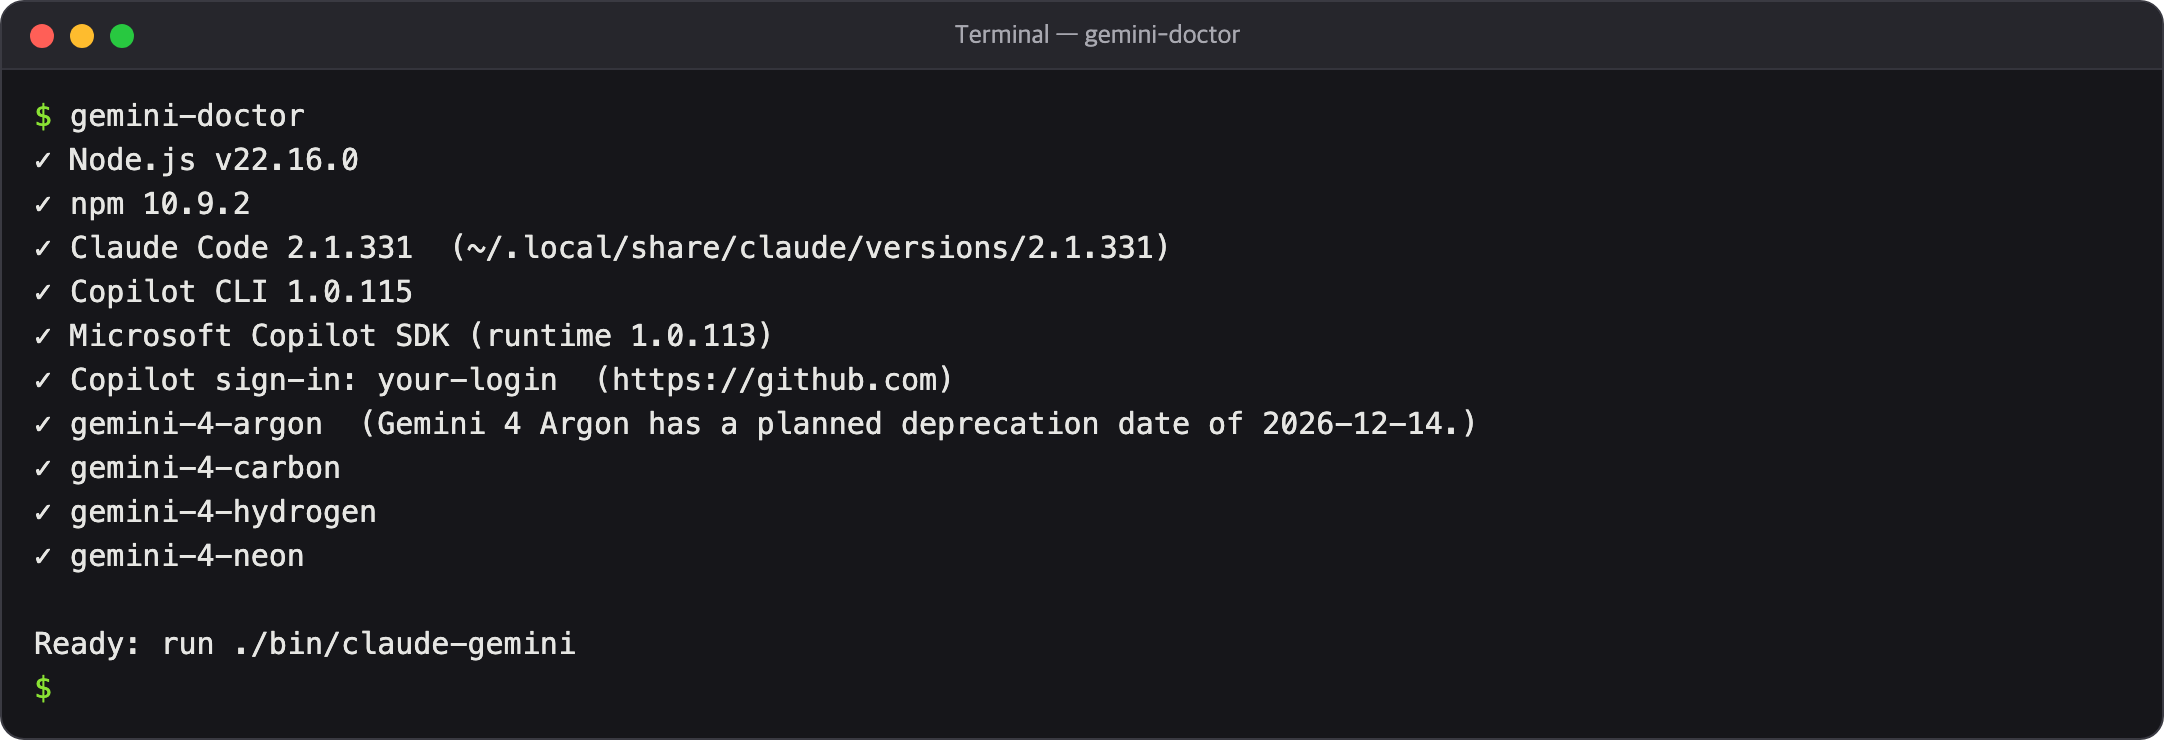 Terminal — gemini-doctor
$ gemini-doctor
✓ Node.js v22.16.0
✓ npm 10.9.2
✓ Claude Code 2.1.331  (~/.local/share/claude/versions/2.1.331)
✓ Copilot CLI 1.0.115
✓ Microsoft Copilot SDK (runtime 1.0.113)
✓ Copilot sign-in: your-login  (https://github.com)
✓ gemini-4-argon  (Gemini 4 Argon has a planned deprecation date of 2026-12-14.)
✓ gemini-4-carbon
✓ gemini-4-hydrogen
✓ gemini-4-neon
Ready: run ./bin/claude-gemini
$